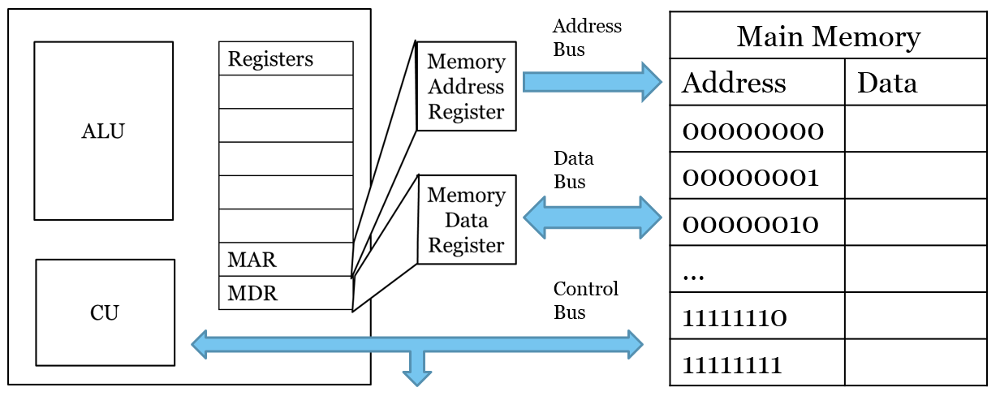 ALU
CU
Registers
MAR
MDR
Memory
Address
Register
Memory
Data
Register
Address
Bus
Data
Bus
Control
Bus
Main Memory
Address Data
00000000
00000001
00000010
...
11111110
11111111